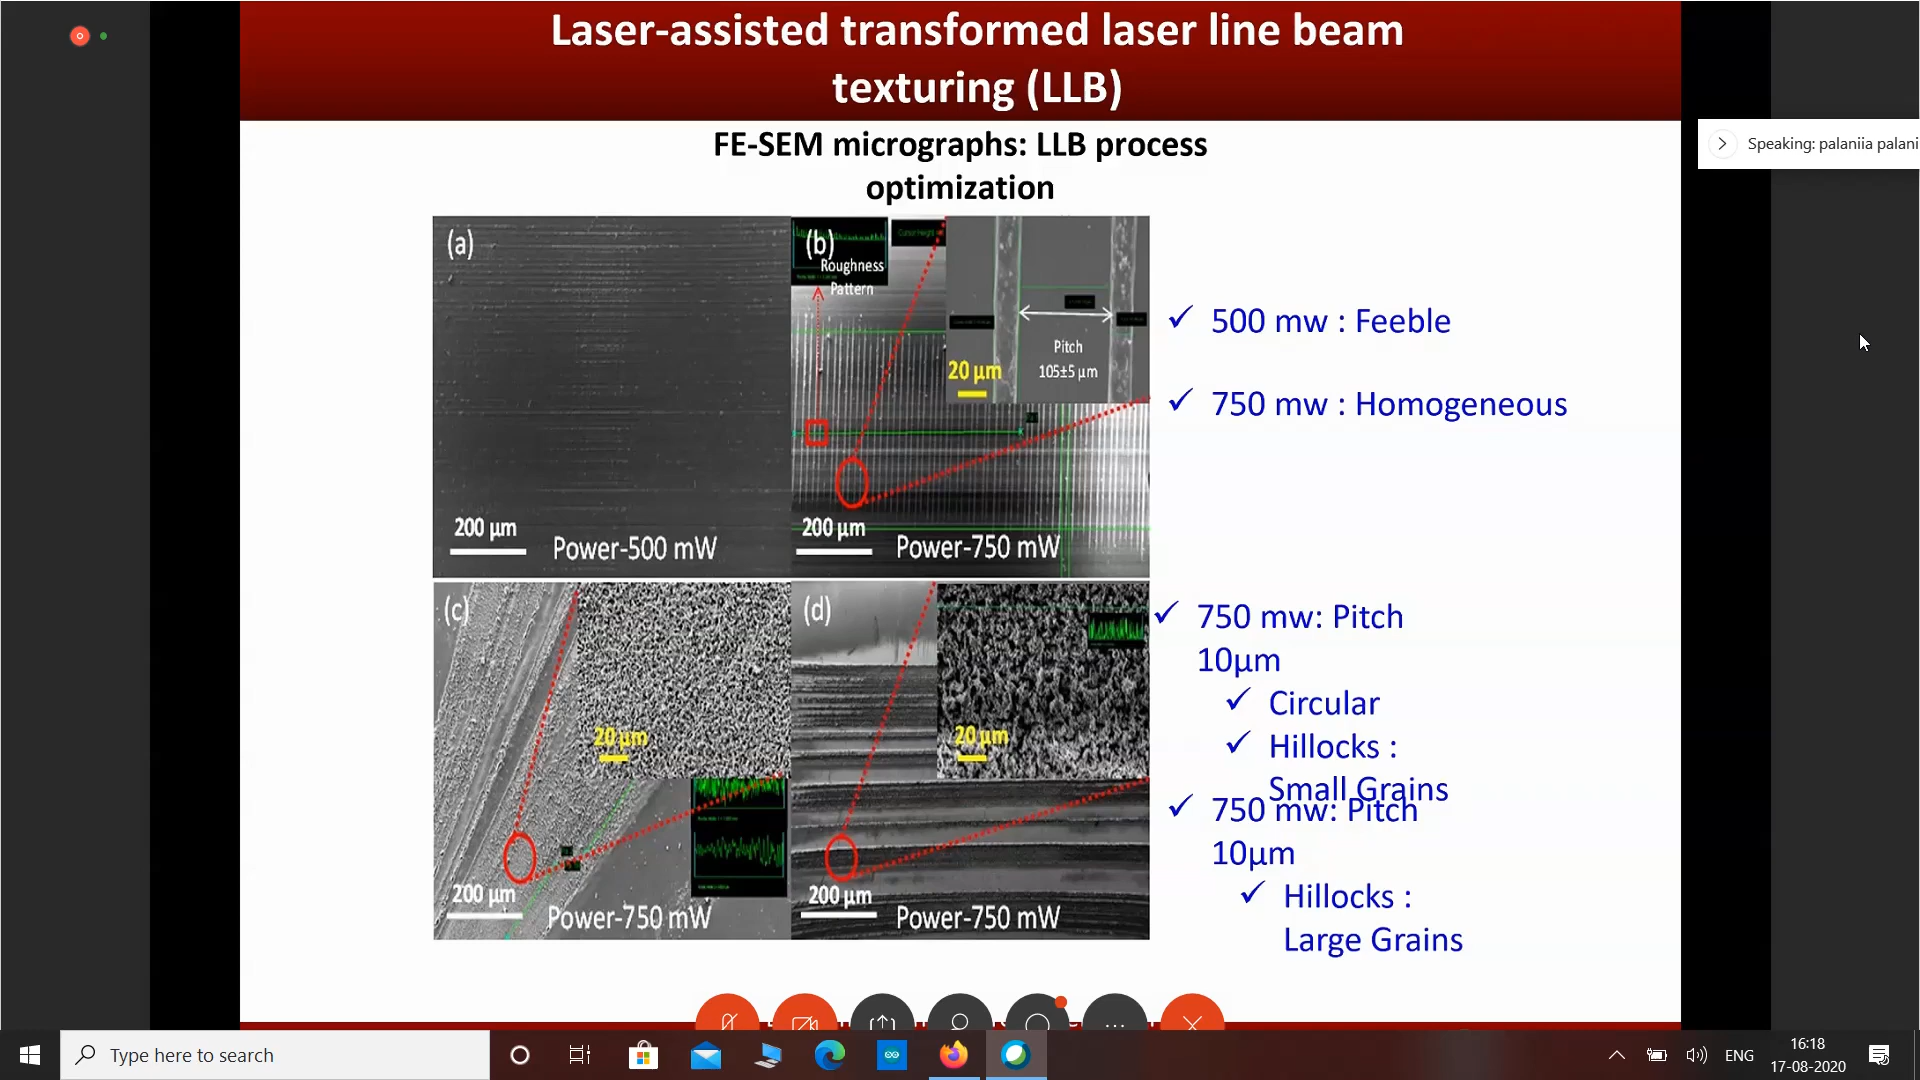 Laser-assisted transformed laser line beam
texturing (LLB)
FE-SEM micrographs: LLB process
optimization
Speaking: palaniia palani
(a)
200 µm
Power-500 mW
(b)
Roughness
Pattern
Pitch
105±5 µm
20 µm
200 µm
Power-750 mW
✓ 500 mw : Feeble
✓ 750 mw : Homogeneous
(c)
20 µm
200 µm
Power-750 mW
(d)
20 µm
200 µm
Power-750 mW
✓ 750 mw: Pitch
10µm
✓ Circular
✓ Hillocks :
Small Grains
✓ 750 mw: Pitch
10µm
✓ Hillocks :
Large Grains
Type here to search
ENG
16:18
17-08-2020